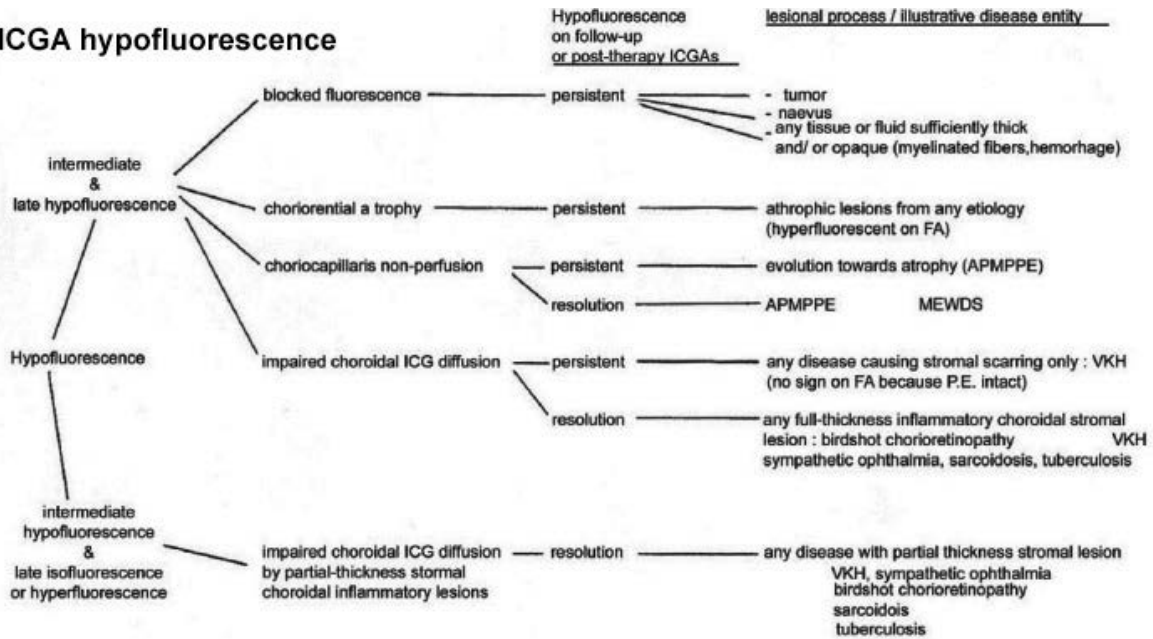 ICGA hypofluorescence
Hypofluorescence
on follow-up
or post-therapy ICGAs
lesional process / illustrative disease entity
blocked fluorescence
persistent
- tumor
- naevus
- any tissue or fluid sufficiently thick
and/ or opaque (myelinated fibers,hemorhage)
intermediate
&
late hypofluorescence
choriorential a trophy
persistent
athrophic lesions from any etiology
(hyperfluorescent on FA)
choriocapillaris non-perfusion
persistent
evolution towards atrophy (APMPPE)
resolution
APMPPE MEWDS
Hypofluorescence
impaired choroidal ICG diffusion
persistent
any disease causing stromal scarring only : VKH
(no sign on FA because P.E. intact)
resolution
any full-thickness inflammatory choroidal stromal
lesion : birdshot chorioretinopathy VKH
sympathetic ophthalmia, sarcoidosis, tuberculosis
intermediate
hypofluorescence
&
late isofluorescence
or hyperfluorescence
impaired choroidal ICG diffusion
by partial-thickness stormal
choroidal inflammatory lesions
resolution
any disease with partial thickness stromal lesion
VKH, sympathetic ophthalmia
birdshot chorioretinopathy
sarcoidois
tuberculosis